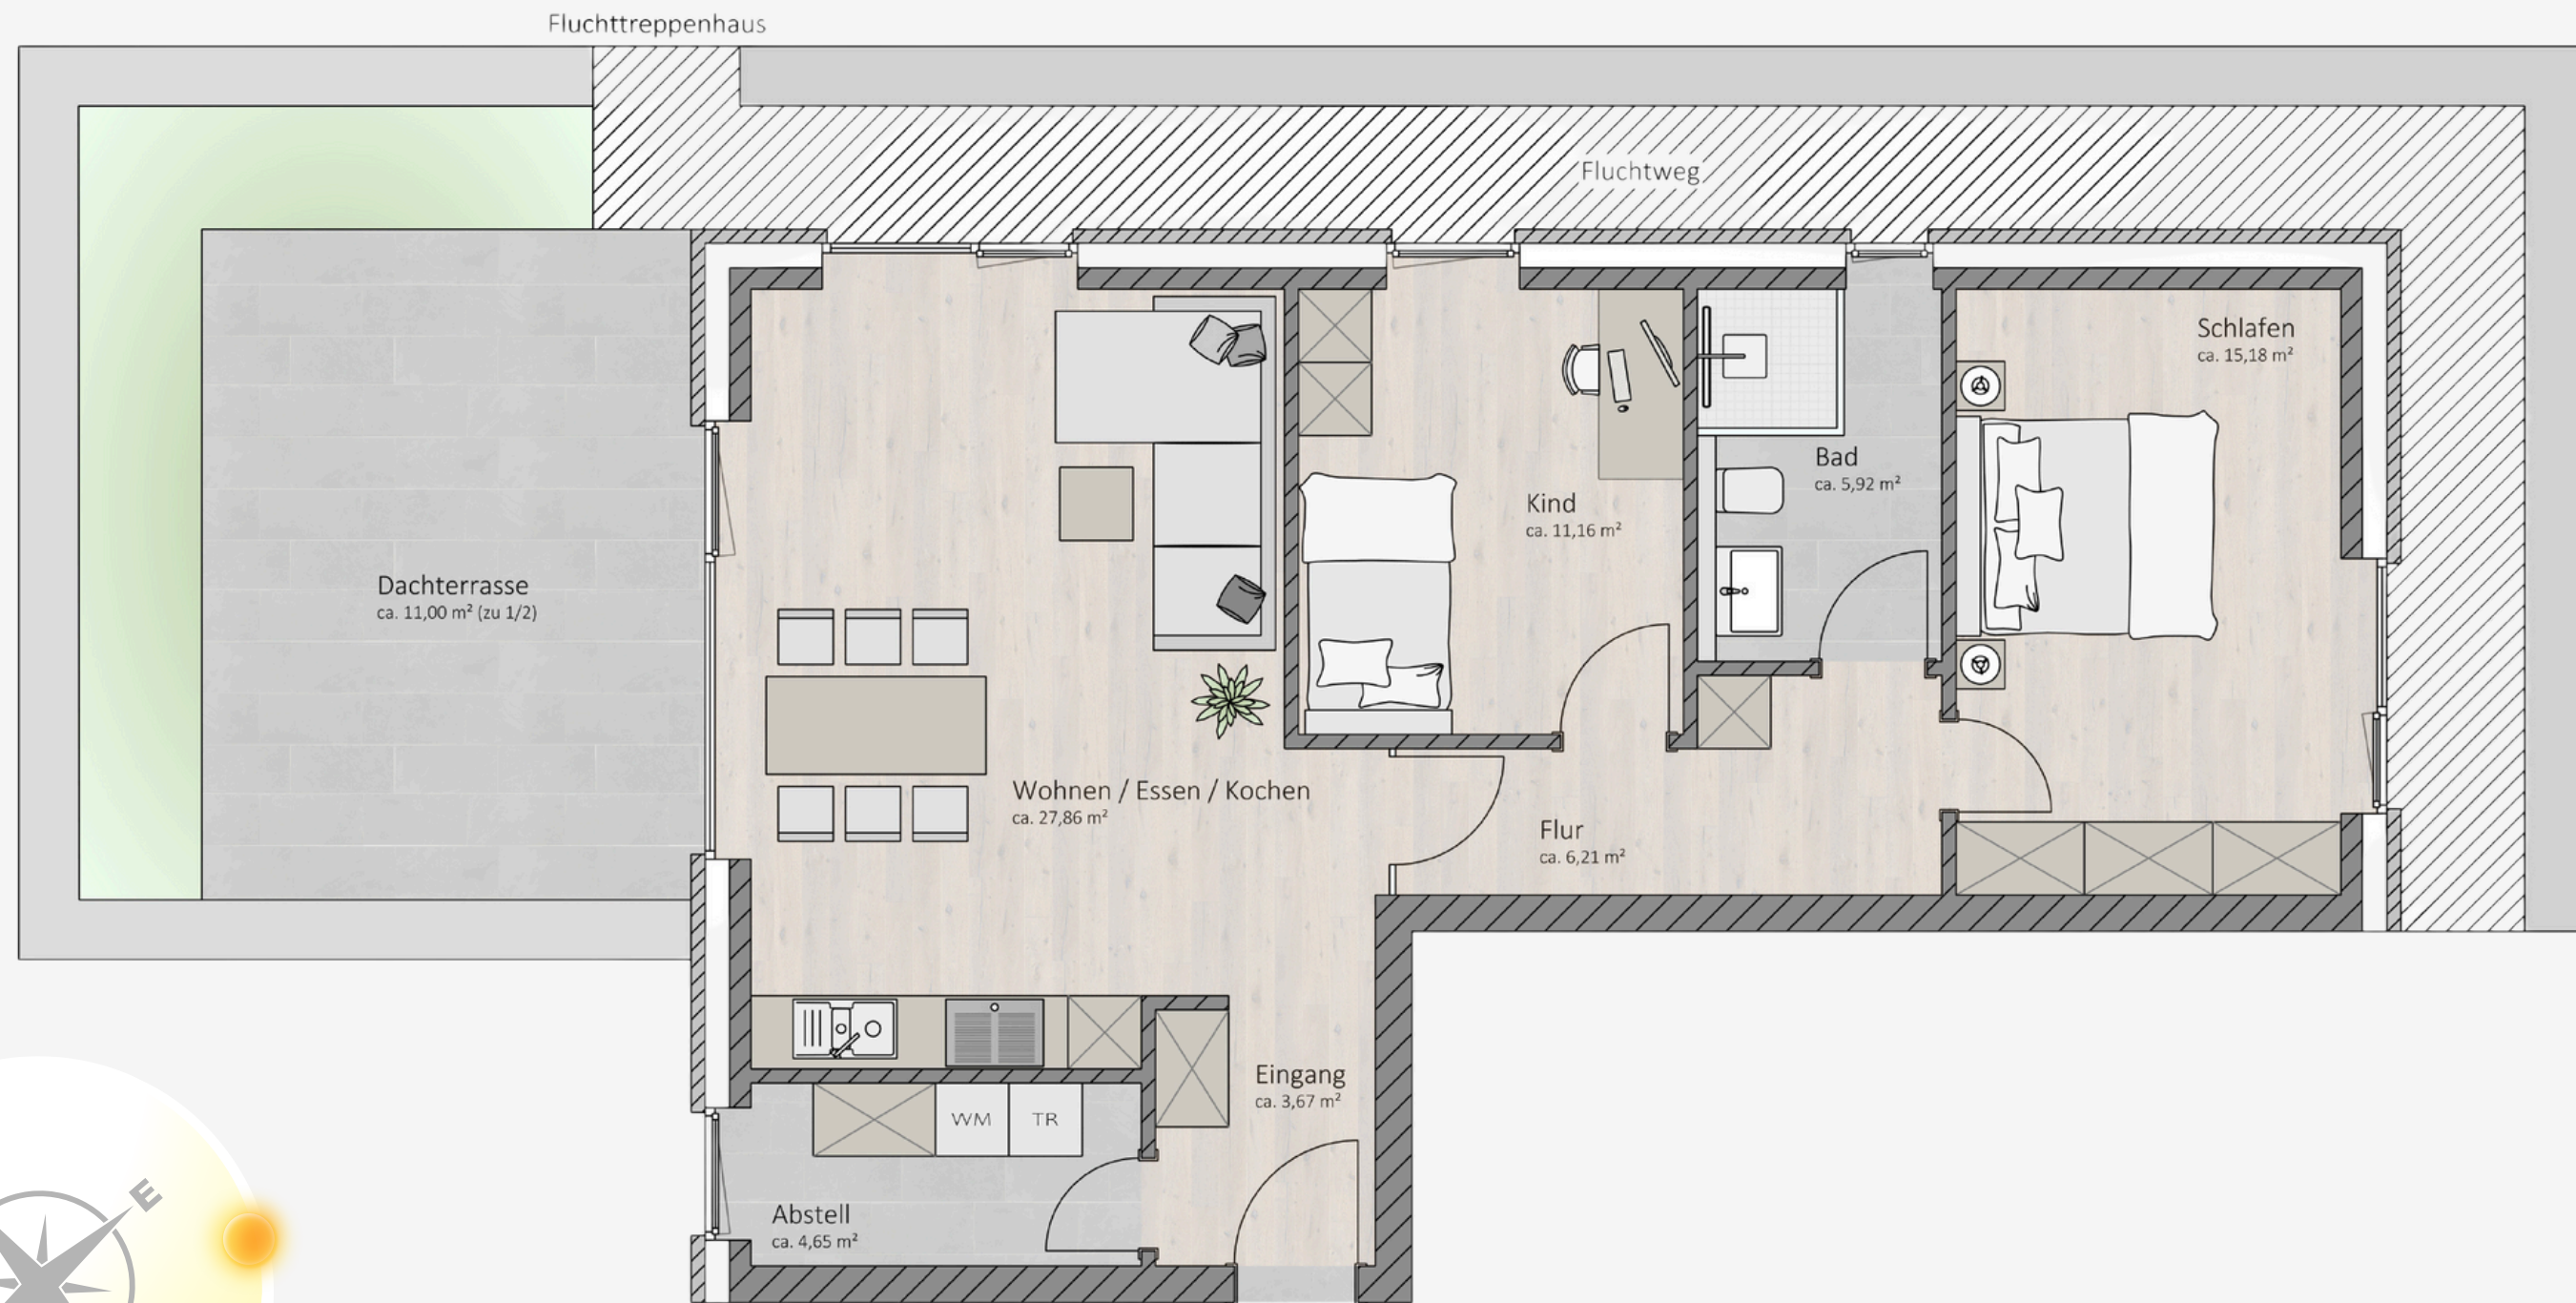 Fluchttreppenhaus
Fluchtweg
Schlafen
ca. 15,18 m²
Bad
ca. 5,92 m²
Kind
ca. 11,16 m²
Dachterrasse
ca. 11,00 m² (zu 1/2)
Wohnen / Essen / Kochen
ca. 27,86 m²
Flur
ca. 6,21 m²
Eingang
ca. 3,67 m²
WM
TR
Abstell
ca. 4,65 m²
E